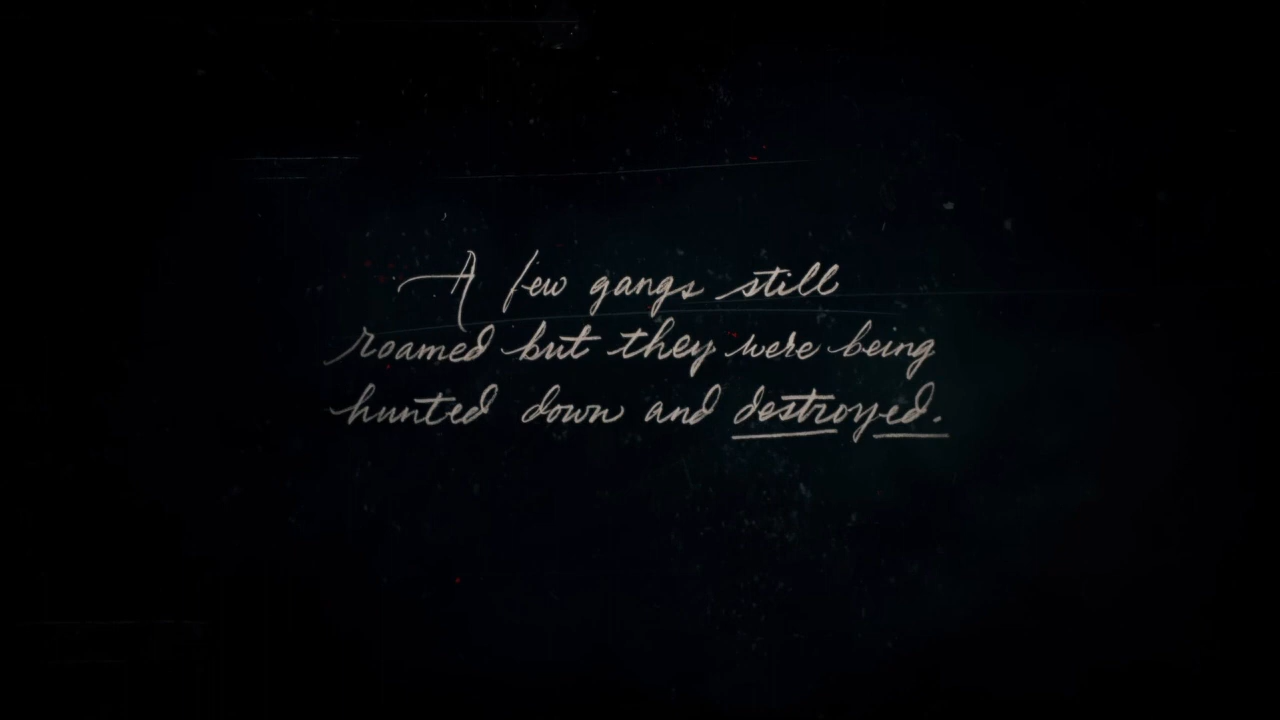 A few gangs still
roamed but they were being
hunted down and destroyed.